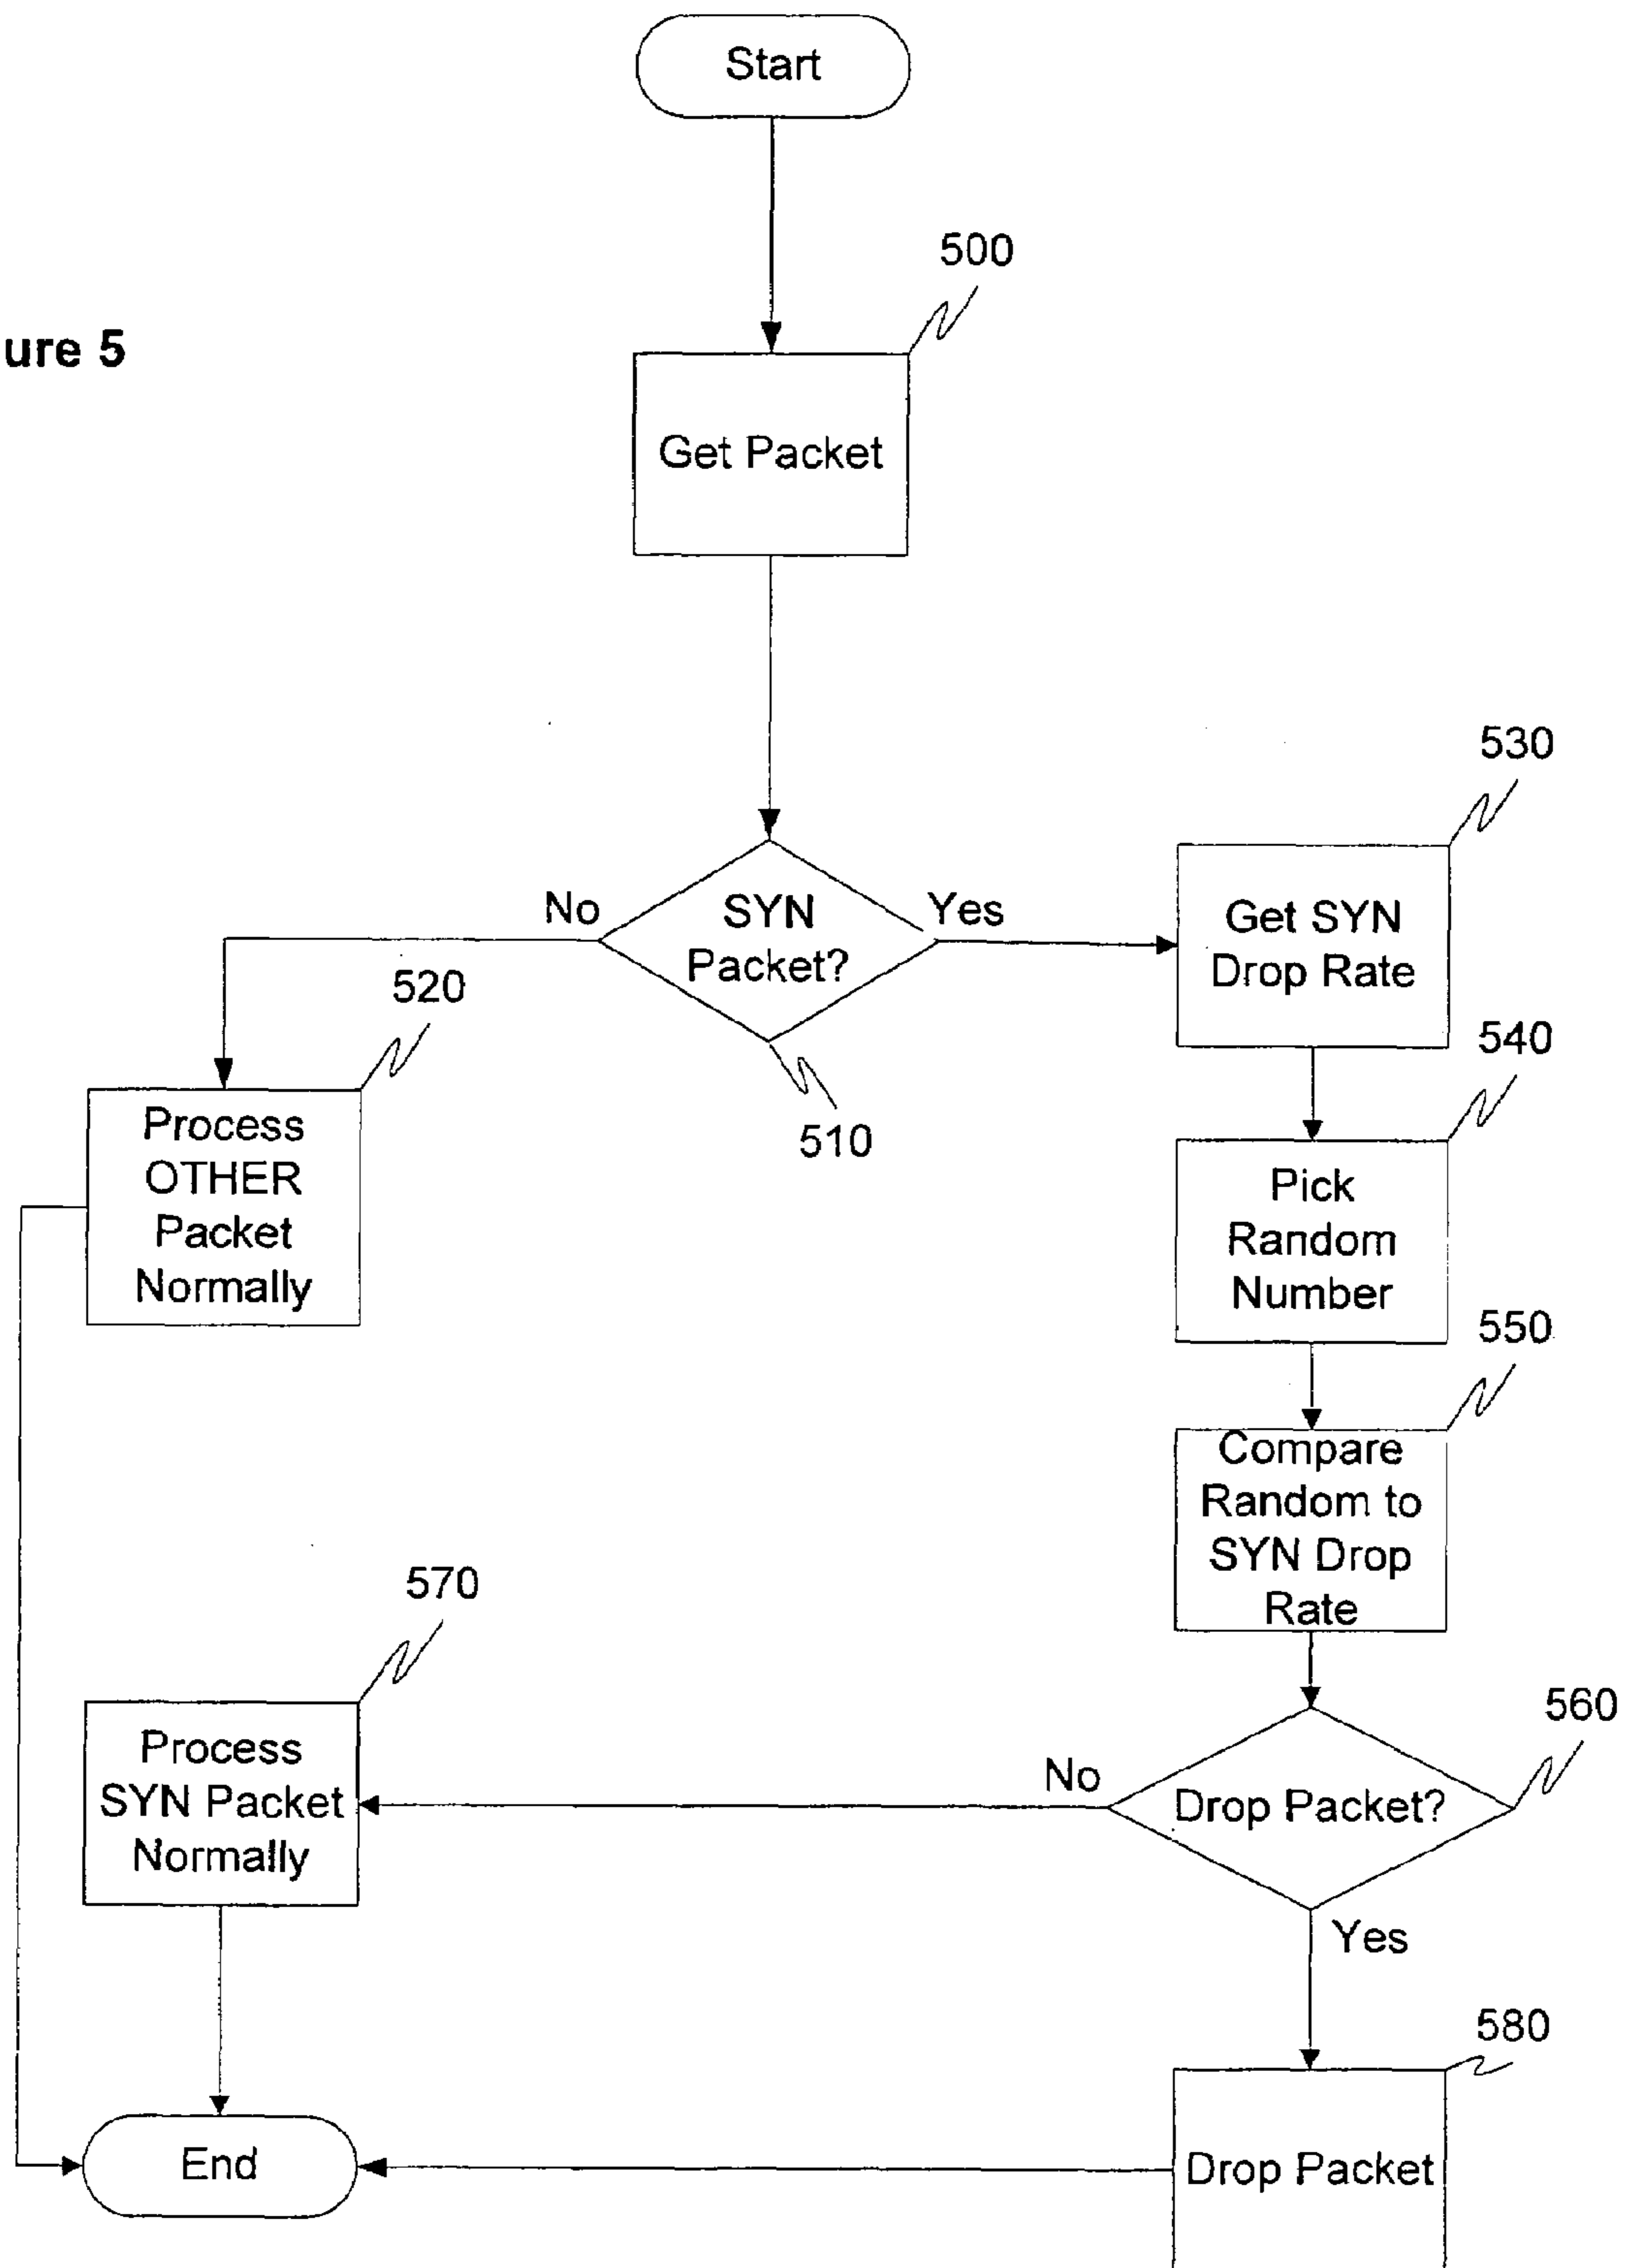 Start
500
ure 5
Get Packet
530
No
SYN
Packet?
Yes
Get SYN
Drop Rate
520
540
510
Process
OTHER
Packet
Normally
Pick
Random
Number
550
Compare
Random to
SYN Drop
Rate
570
560
Process
SYN Packet
Normally
No
Drop Packet?
Yes
580
End
Drop Packet